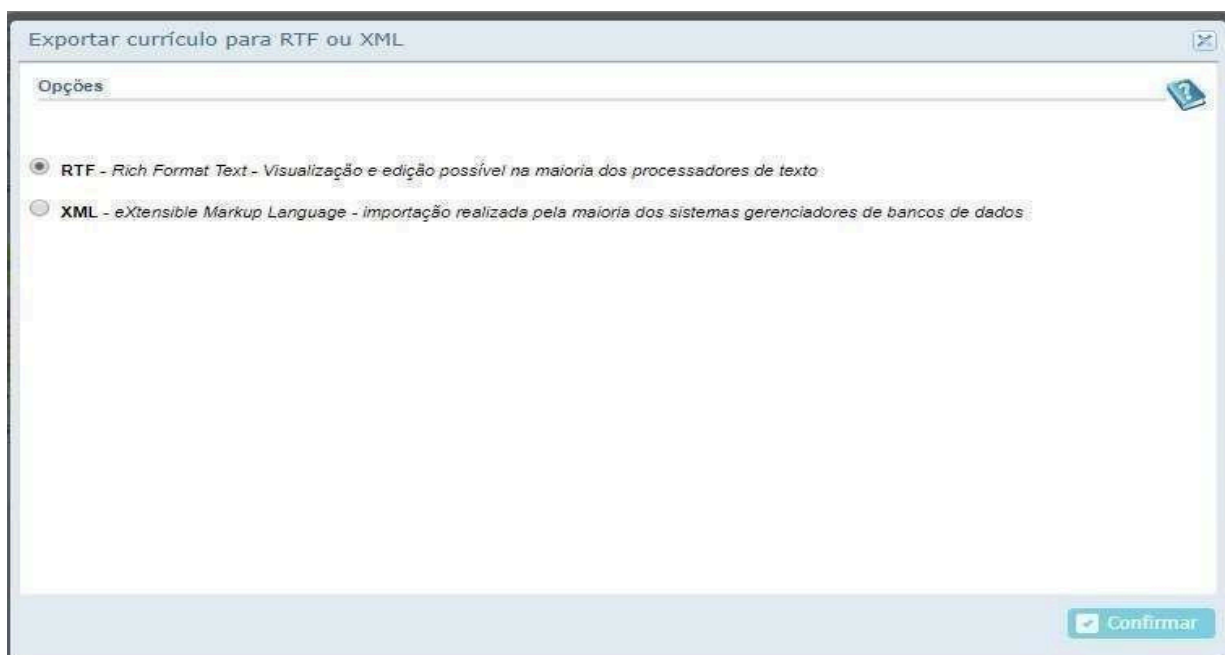 Exportar currículo para RTF ou XML
Opções
?
RTF - Rich Format Text - Visualização e edição possível na maioria dos processadores de texto
XML - eXtensible Markup Language - importação realizada pela maioria dos sistemas gerenciadores de bancos de dados
Confirmar